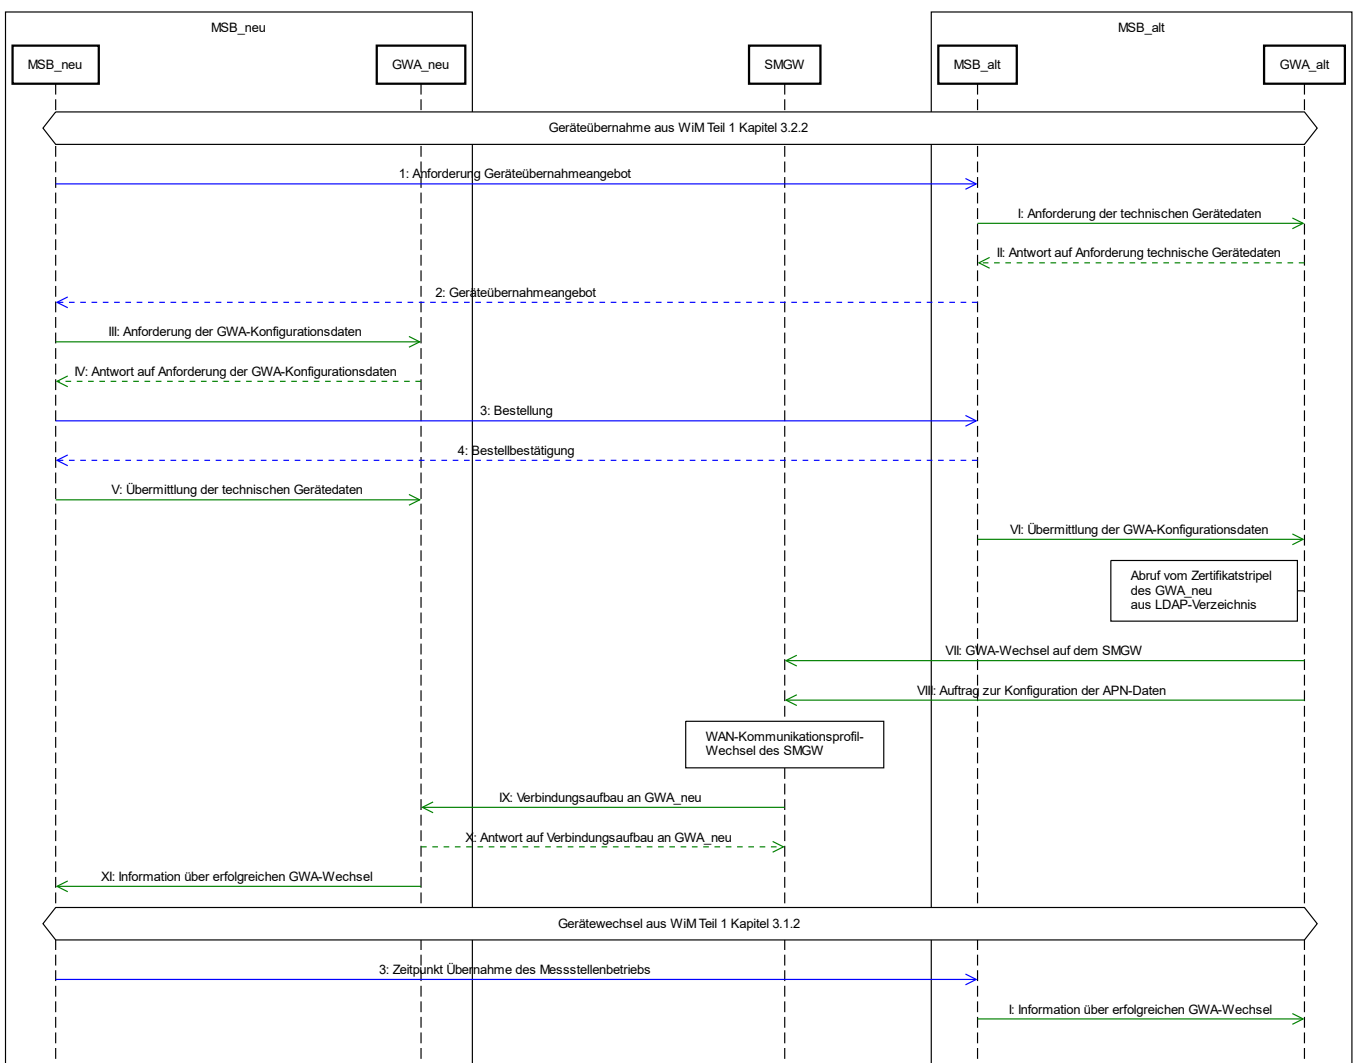 MSB_neu
MSB_alt
MSB_neu
GWA_neu
SMGW
MSB_alt
GWA_alt
Geräteübernahme aus WiM Teil 1 Kapitel 3.2.2
1: Anforderung Geräteübernahmeangebot
I: Anforderung der technischen Gerätedaten
II: Antwort auf Anforderung technische Gerätedaten
2: Geräteübernahmeangebot
III: Anforderung der GWA-Konfigurationsdaten
IV: Antwort auf Anforderung der GWA-Konfigurationsdaten
3: Bestellung
4: Bestellbestätigung
V: Übermittlung der technischen Gerätedaten
VI: Übermittlung der GWA-Konfigurationsdaten
Abruf vom Zertifikatstripel
des GWA_neu
aus LDAP-Verzeichnis
VII: GWA-Wechsel auf dem SMGW
VIII: Auftrag zur Konfiguration der APN-Daten
WAN-Kommunikationsprofil-
Wechsel des SMGW
IX: Verbindungsaufbau an GWA_neu
X: Antwort auf Verbindungsaufbau an GWA_neu
XI: Information über erfolgreichen GWA-Wechsel
Gerätewechsel aus WiM Teil 1 Kapitel 3.1.2
3: Zeitpunkt Übernahme des Messstellenbetriebs
I: Information über erfolgreichen GWA-Wechsel